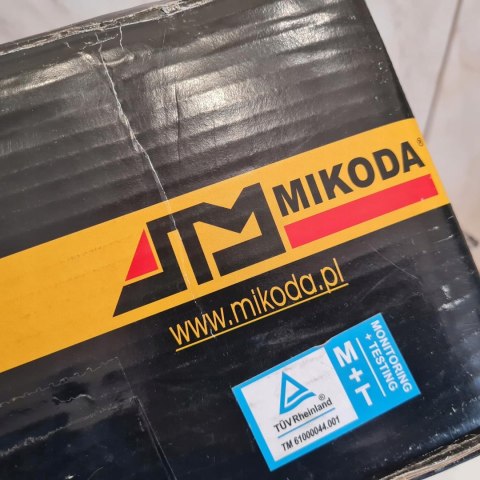 MIKODA®
www.mikoda.pl
TÜVRheinland®
TM 61000044.001
M+T
MONITORING
+ TESTING